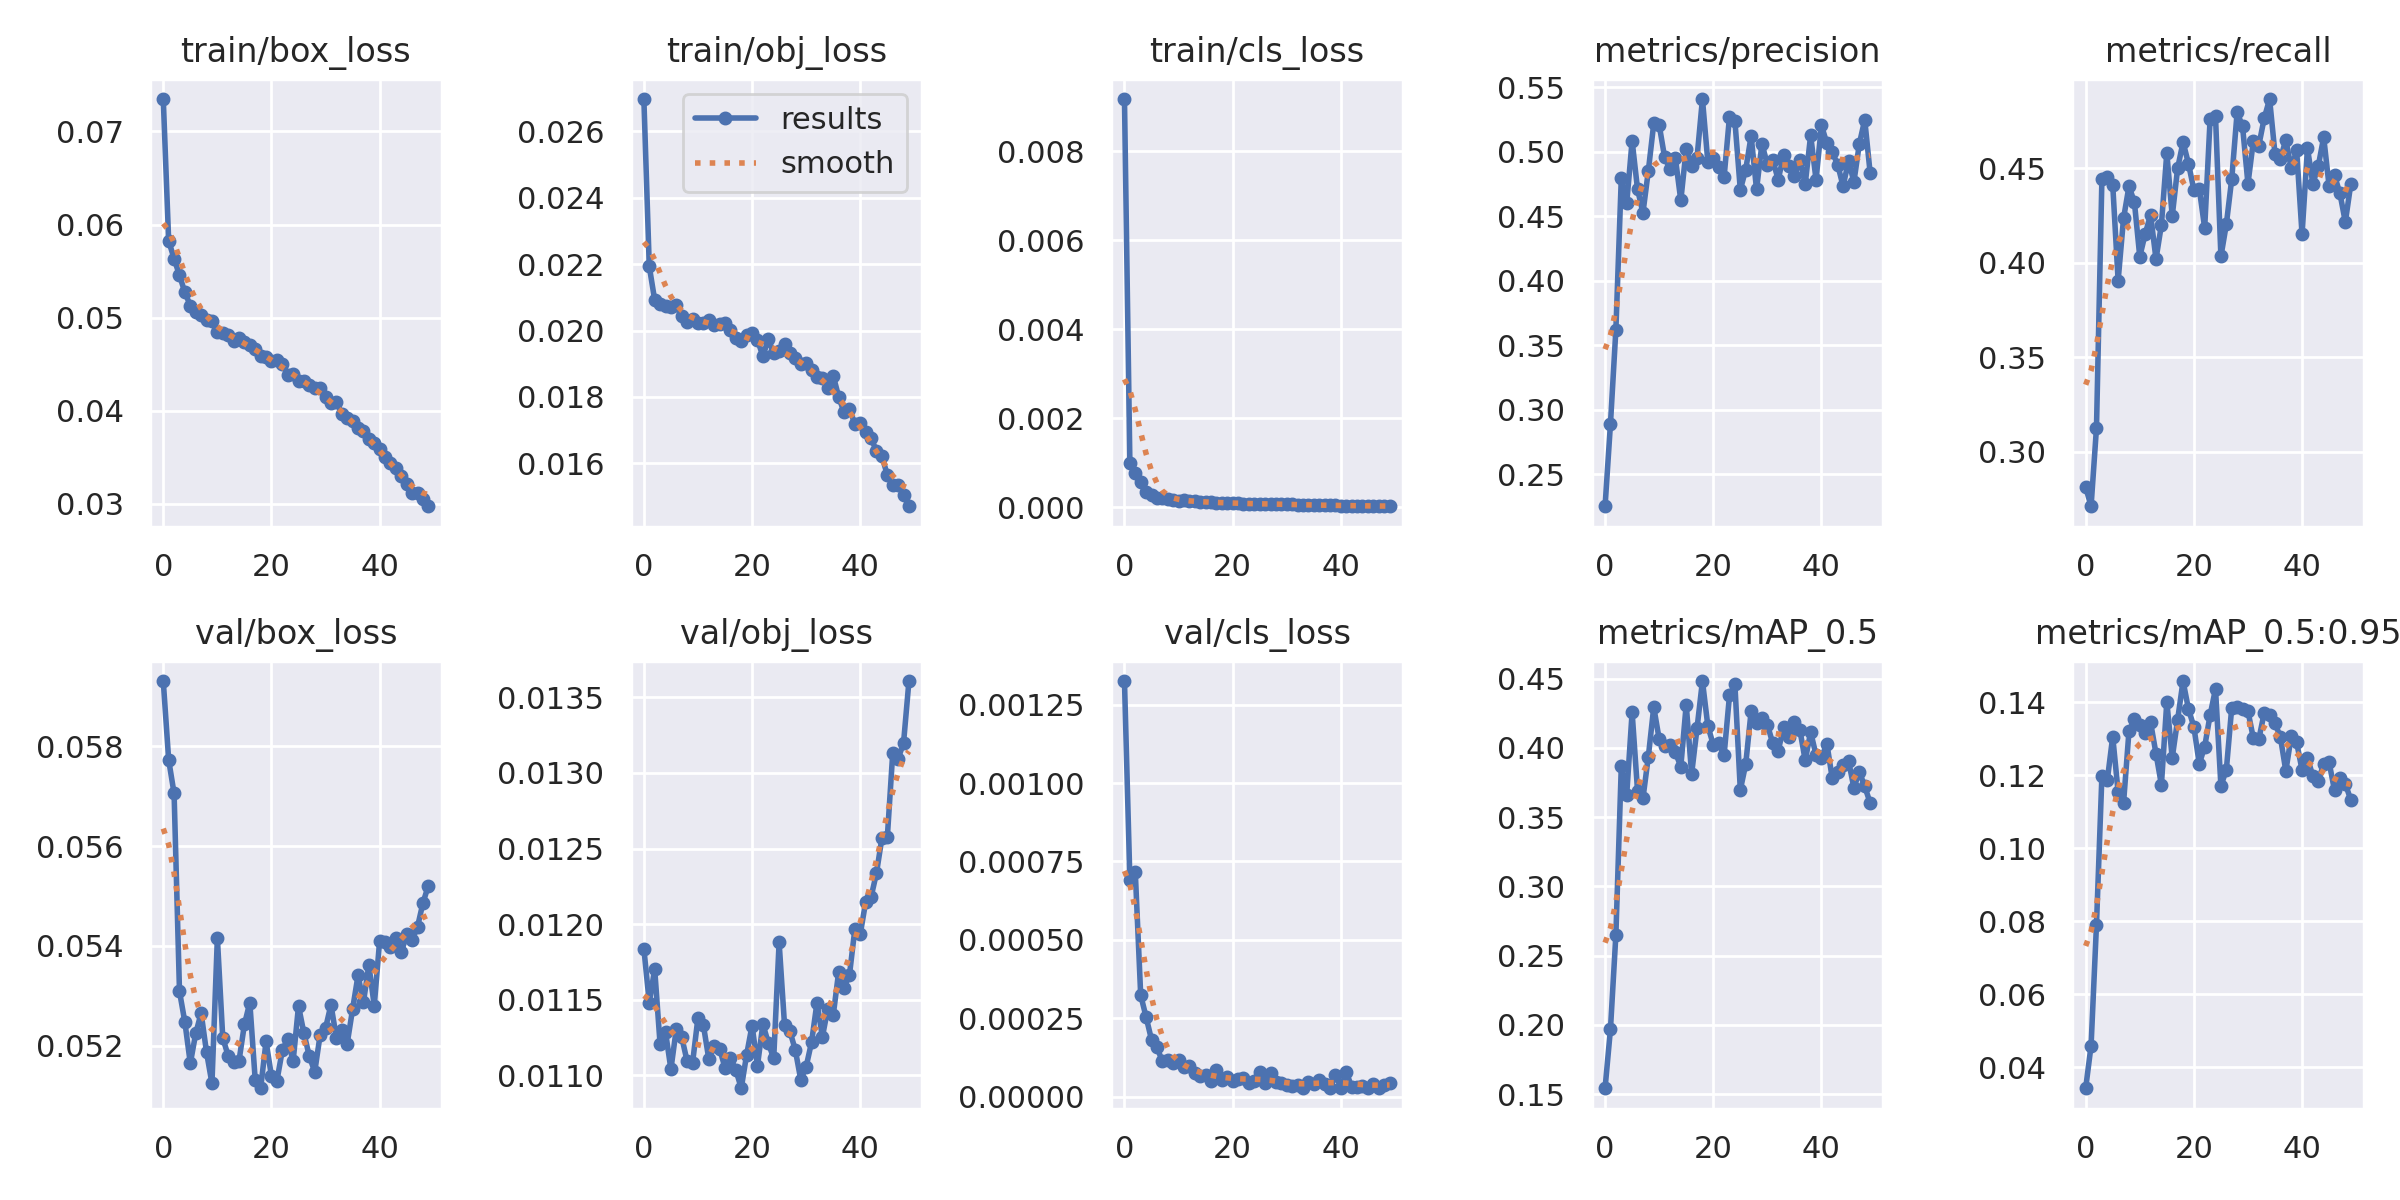 train/box_loss
0.07
0.06
0.05
0.04
0.03
0 20 40
train/obj_loss
results
smooth
0.026
0.024
0.022
0.020
0.018
0.016
0 20 40
train/cls_loss
0.008
0.006
0.004
0.002
0.000
0 20 40
metrics/precision
0.55
0.50
0.45
0.40
0.35
0.30
0.25
0 20 40
metrics/recall
0.45
0.40
0.35
0.30
0 20 40
val/box_loss
0.058
0.056
0.054
0.052
0 20 40
val/obj_loss
0.0135
0.0130
0.0125
0.0120
0.0115
0.0110
0 20 40
val/cls_loss
0.00125
0.00100
0.00075
0.00050
0.00025
0.00000
0 20 40
metrics/mAP_0.5
0.45
0.40
0.35
0.30
0.25
0.20
0.15
0 20 40
metrics/mAP_0.5:0.95
0.14
0.12
0.10
0.08
0.06
0.04
0 20 40